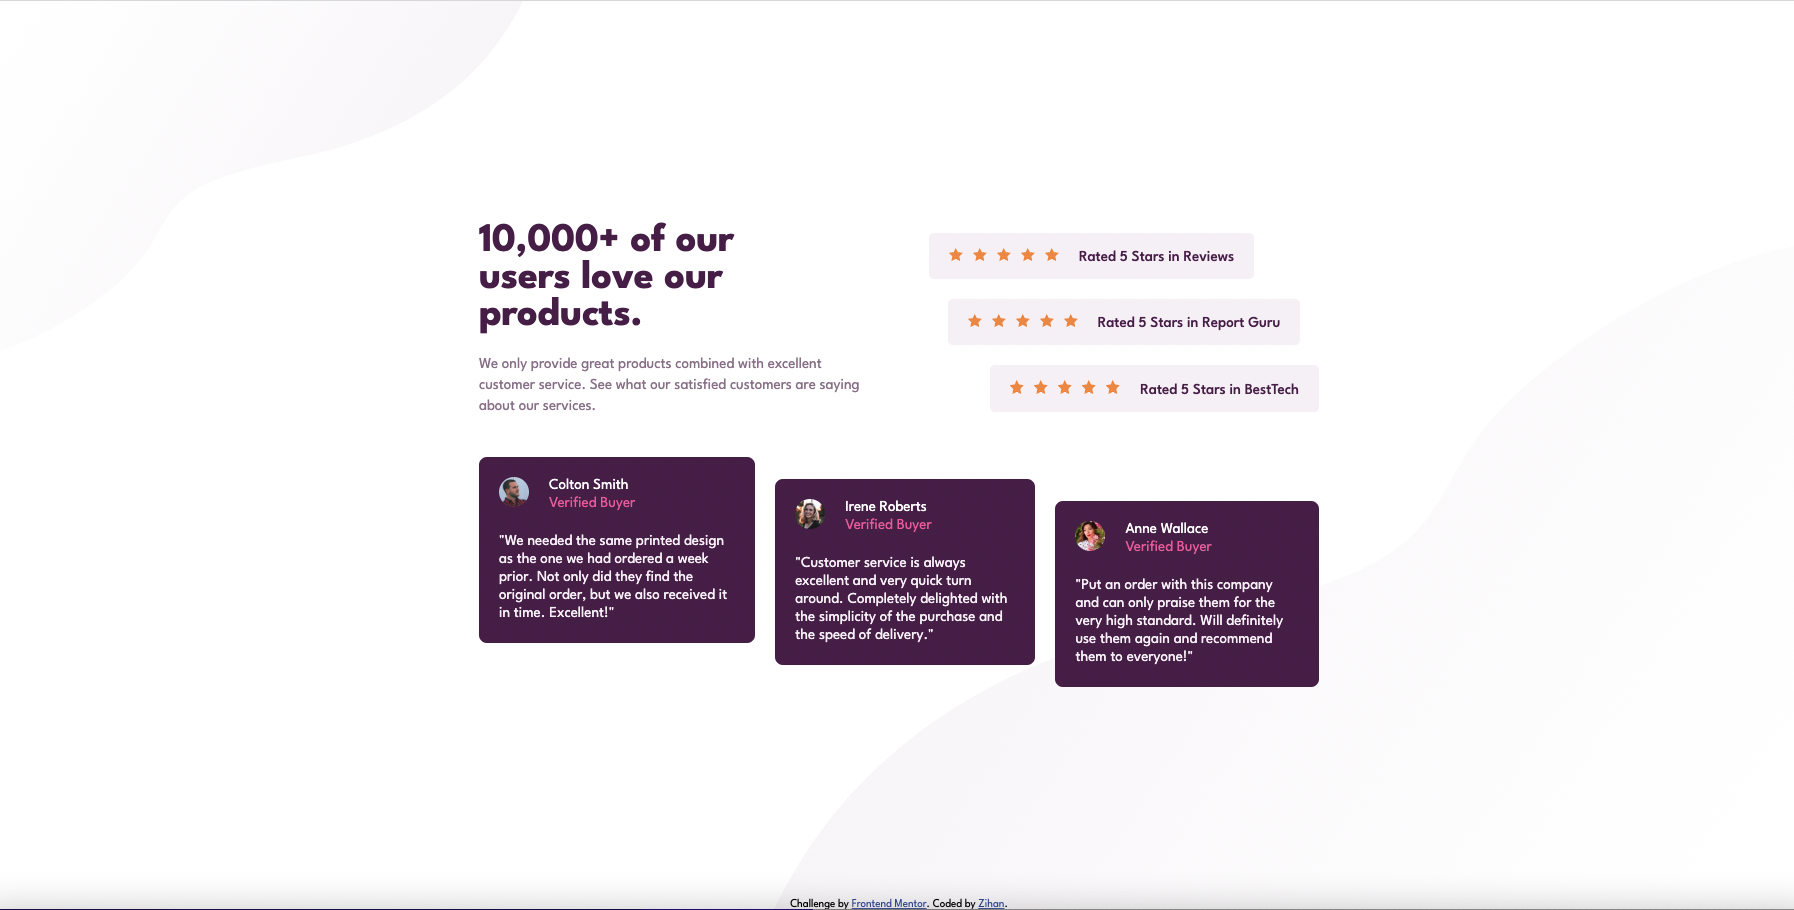 10,000+ of our
users love our
products.
We only provide great products combined with excellent
customer service. See what our satisfied customers are saying
about our services.
Rated 5 Stars in Reviews
Rated 5 Stars in Report Guru
Rated 5 Stars in BestTech
Colton Smith
Verified Buyer
"We needed the same printed design
as the one we had ordered a week
prior. Not only did they find the
original order, but we also received it
in time. Excellent!"
Irene Roberts
Verified Buyer
"Customer service is always
excellent and very quick turn
around. Completely delighted with
the simplicity of the purchase and
the speed of delivery."
Anne Wallace
Verified Buyer
"Put an order with this company
and can only praise them for the
very high standard. Will definitely
use them again and recommend
them to everyone!"
Challenge by Frontend Mentor. Coded by Zihan.